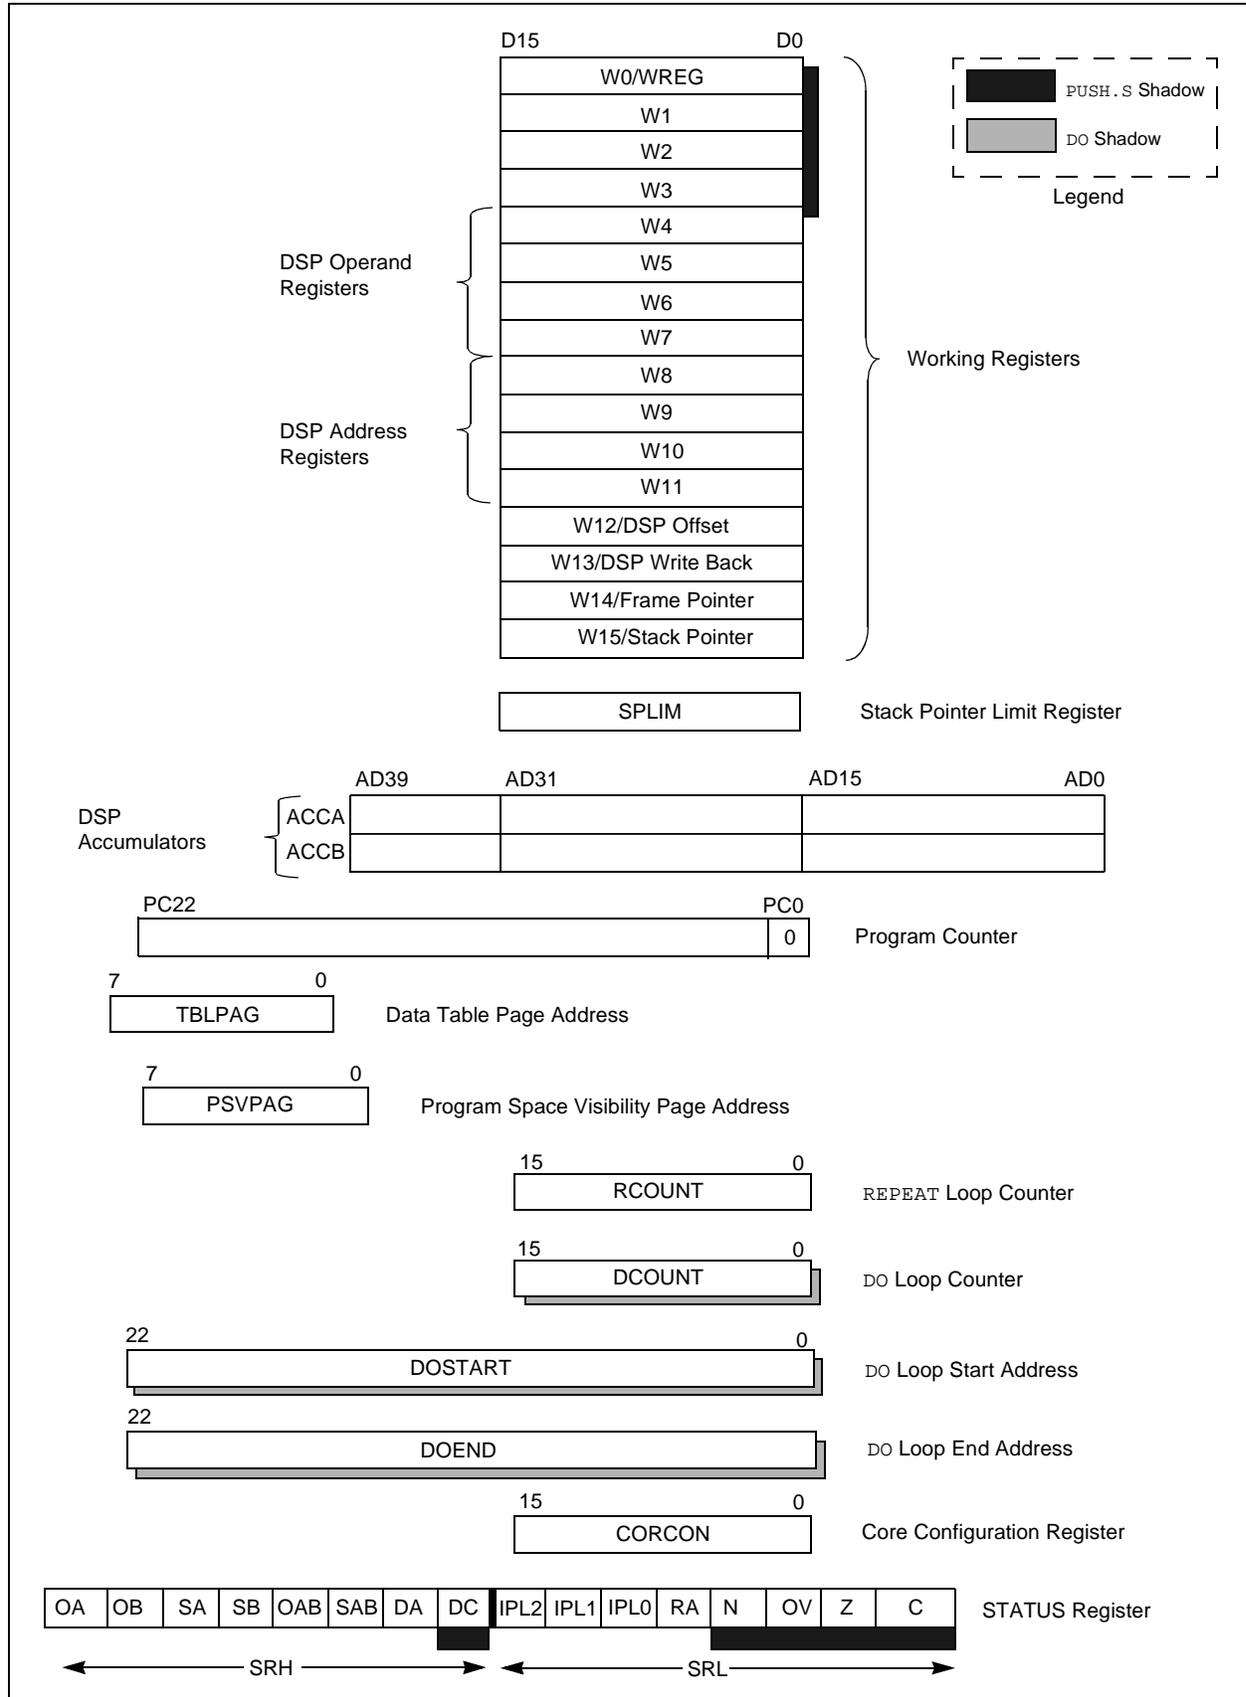 D15 D0
W0/WREG
W1
W2
W3
W4
W5
W6
W7
W8
W9
W10
W11
W12/DSP Offset
W13/DSP Write Back
W14/Frame Pointer
W15/Stack Pointer
PUSH.S Shadow
DO Shadow
Legend
DSP Operand
Registers
DSP Address
Registers
Working Registers
SPLIM
Stack Pointer Limit Register
AD39 AD31 AD15 AD0
DSP
Accumulators
ACCA
ACCB
PC22 PC0
0
Program Counter
7 0
TBLPAG
Data Table Page Address
7 0
PSVPAG
Program Space Visibility Page Address
15 0
RCOUNT
REPEAT Loop Counter
15 0
DCOUNT
DO Loop Counter
22 0
DOSTART
DO Loop Start Address
22
DOEND
DO Loop End Address
15 0
CORCON
Core Configuration Register
OA OB SA SB OAB SAB DA DC IPL2 IPL1 IPL0 RA N OV Z C
STATUS Register
SRH SRL